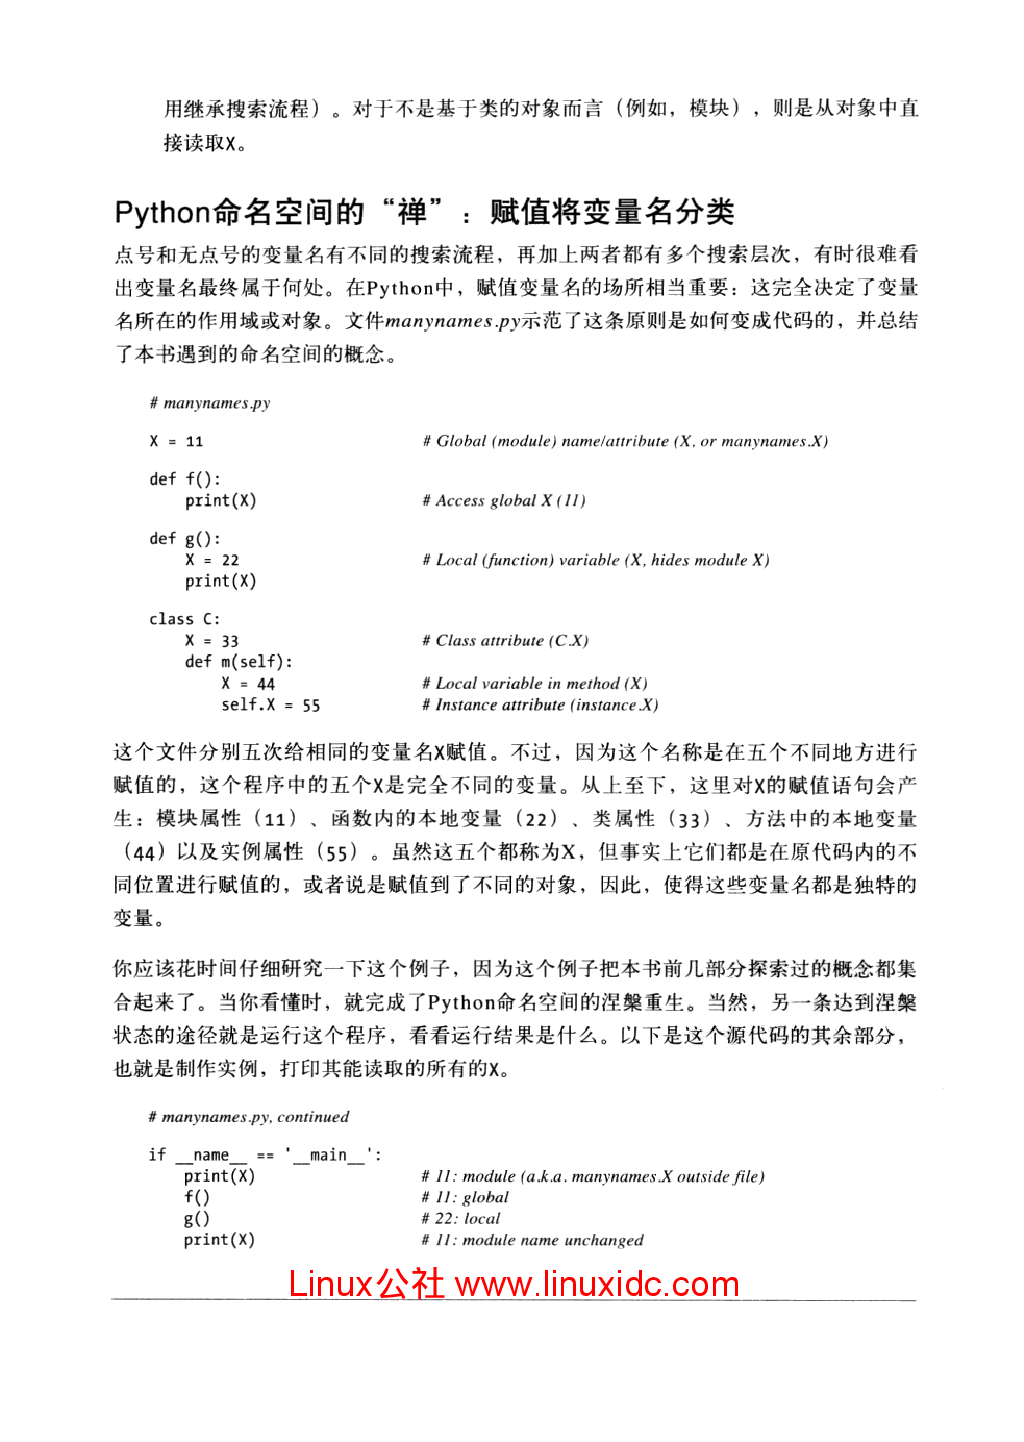 用继承搜索流程）。对于不是基于类的对象而言（例如，模块），则是从对象中直
接读取X。
Python命名空间的“禅”：赋值将变量名分类
点号和无点号的变量名有不同的搜索流程，再加上两者都有多个搜索层次，有时很难看
出变量名最终属于何处。在Python中，赋值变量名的场所相当重要：这完全决定了变量
名所在的作用域或对象。文件manynames.py示范了这条原则是如何变成代码的，并总结
了本书遇到的命名空间的概念。
# manynames.py
X = 11 # Global (module) name/attribute (X, or manynames.X)
def f():
print(X) # Access global X (11)
def g():
X = 22 # Local (function) variable (X, hides module X)
print(X)
class C:
X = 33 # Class attribute (C.X)
def m(self):
X = 44 # Local variable in method (X)
self.X = 55 # Instance attribute (instance.X)
这个文件分别五次给相同的变量名X赋值。不过，因为这个名称是在五个不同地方进行
赋值的，这个程序中的五个X是完全不同的变量。从上至下，这里对X的赋值语句会产
生：模块属性（11）、函数内的本地变量（22）、类属性（33）、方法中的本地变量
（44）以及实例属性（55）。虽然这五个都称为X，但事实上它们都是在原代码内的不
同位置进行赋值的，或者说是赋值到了不同的对象，因此，使得这些变量名都是独特的
变量。
你应该花时间仔细研究一下这个例子，因为这个例子把本书前几部分探索过的概念都集
合起来了。当你看懂时，就完成了Python命名空间的涅槃重生。当然，另一条达到涅槃
状态的途径就是运行这个程序，看看运行结果是什么。以下是这个源代码的其余部分，
也就是制作实例，打印其能读取的所有的X。
# manynames.py, continued
if __name__ == '__main__':
print(X) # 11: module (a.k.a. manynames.X outside file)
f() # 11: global
g() # 22: local
print(X) # 11: module name unchanged
Linux公社 www.linuxidc.com